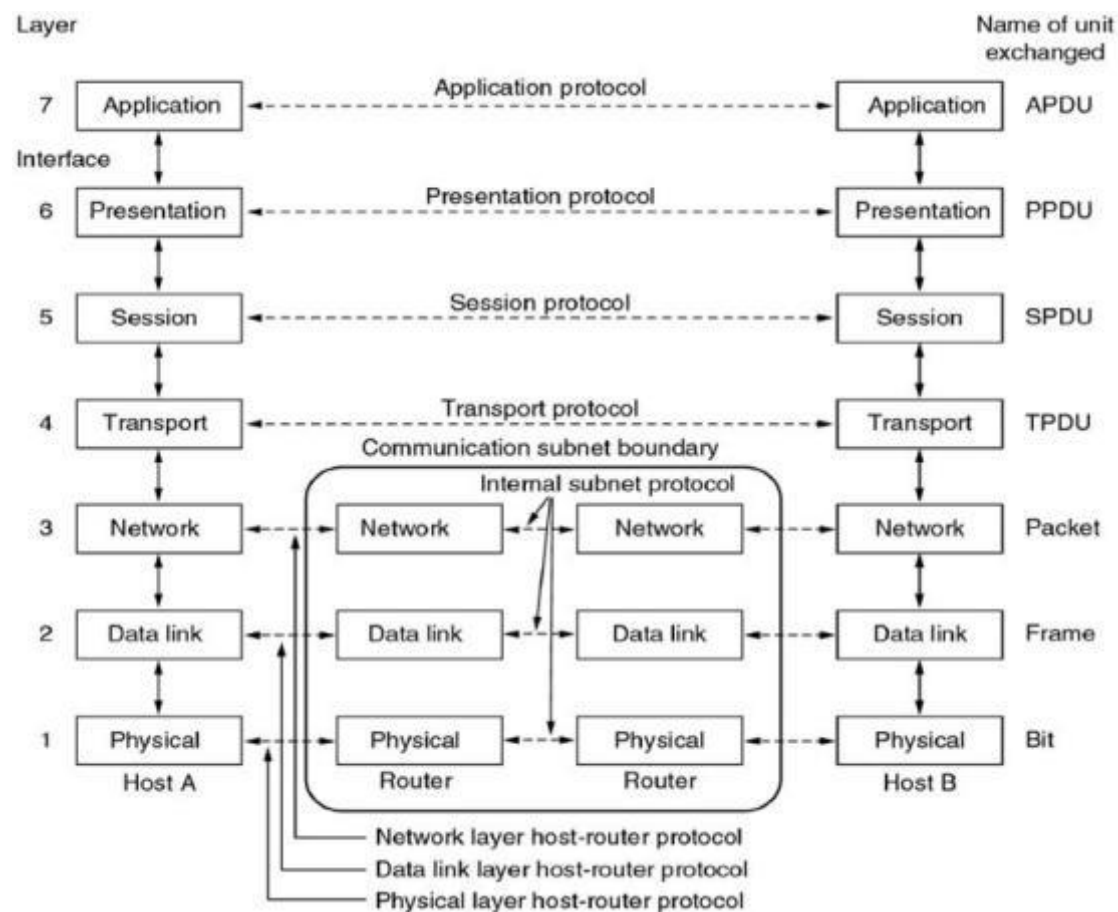 Layer
Name of unit
exchanged
Application protocol
7
Application
Application
APDU
Interface
Presentation protocol
6
Presentation
Presentation
PPDU
Session protocol
5
Session
Session
SPDU
Transport protocol
4
Transport
Transport
TPDU
Communication subnet boundary
Internal subnet protocol
3
Network
Network
Network
Network
Packet
2
Data link
Data link
Data link
Data link
Frame
1
Physical
Physical
Physical
Physical
Bit
Host A
Router
Router
Host B
Network layer host-router protocol
Data link layer host-router protocol
Physical layer host-router protocol